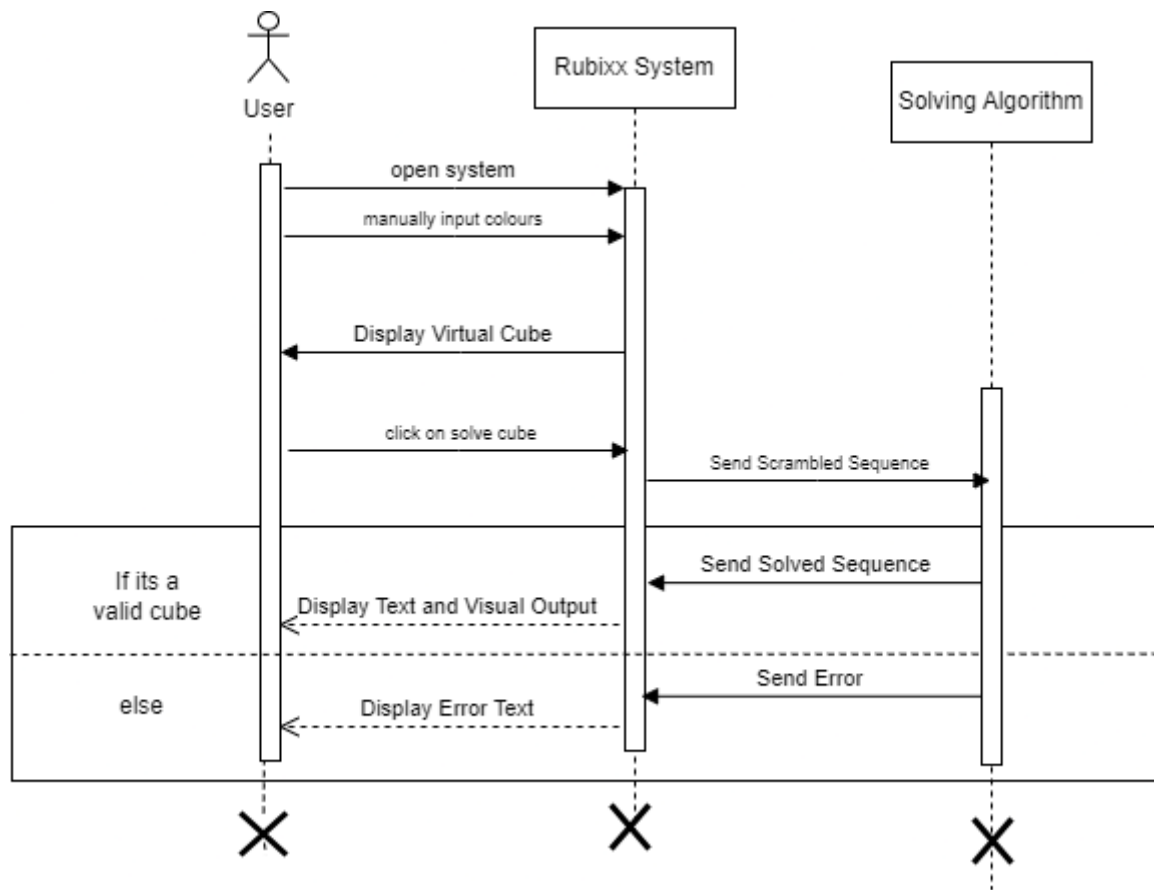 User
Rubixx System
Solving Algorithm
open system
manually input colours
Display Virtual Cube
click on solve cube
Send Scrambled Sequence
If its a
valid cube
Send Solved Sequence
Display Text and Visual Output
else
Send Error
Display Error Text